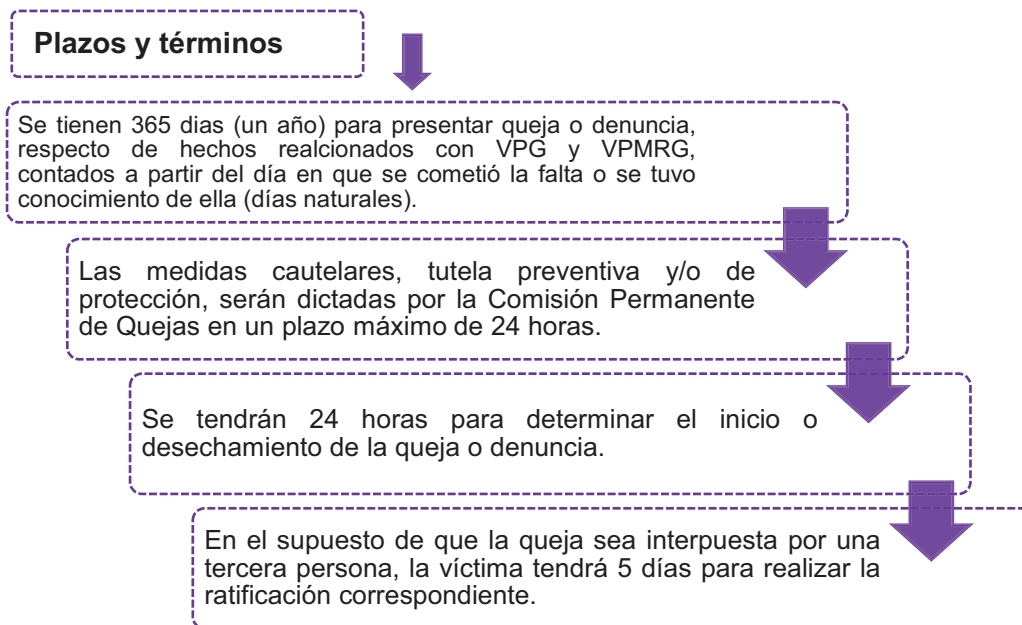 Plazos y términos
Se tienen 365 dias (un año) para presentar queja o denuncia,
respecto de hechos realcionados con VPG y VPMRG,
contados a partir del día en que se cometió la falta o se tuvo
conocimiento de ella (días naturales).
Las medidas cautelares, tutela preventiva y/o de
protección, serán dictadas por la Comisión Permanente
de Quejas en un plazo máximo de 24 horas.
Se tendrán 24 horas para determinar el inicio o
desechamiento de la queja o denuncia.
En el supuesto de que la queja sea interpuesta por una
tercera persona, la víctima tendrá 5 días para realizar la
ratificación correspondiente.